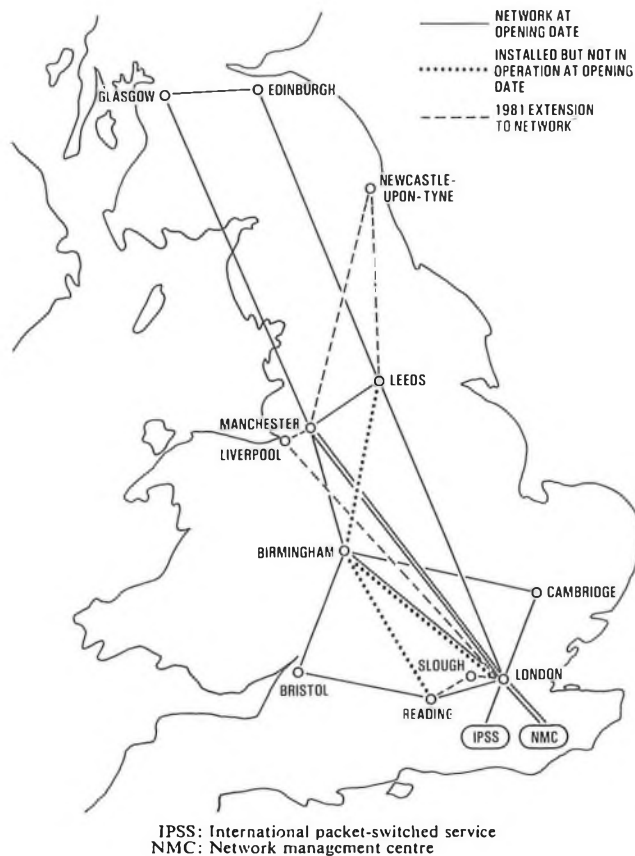 NETWORK AT
OPENING DATE
INSTALLED BUT NOT IN
OPERATION AT OPENING
DATE
1981 EXTENSION
TO NETWORK
GLASGOW
EDINBURGH
NEWCASTLE-
UPON-TYNE
LEEDS
MANCHESTER
LIVERPOOL
BIRMINGHAM
CAMBRIDGE
SLOUGH
LONDON
BRISTOL
READING
IPSS
NMC
IPSS: International packet-switched service
NMC: Network management centre